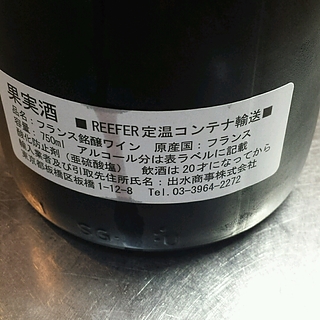 果実酒 ■ REEFER 定温コンテナ輸送 ■
品名：フランス銘醸ワイン 原産国：フランス
容量：750ml アルコール分は表ラベルに記載
酸化防止剤（亜硫酸塩） 飲酒は20才になってから
輸入業者及び引取先住所氏名：出水商事株式会社
東京都板橋区板橋1-12-8 Tel.03-3964-2272